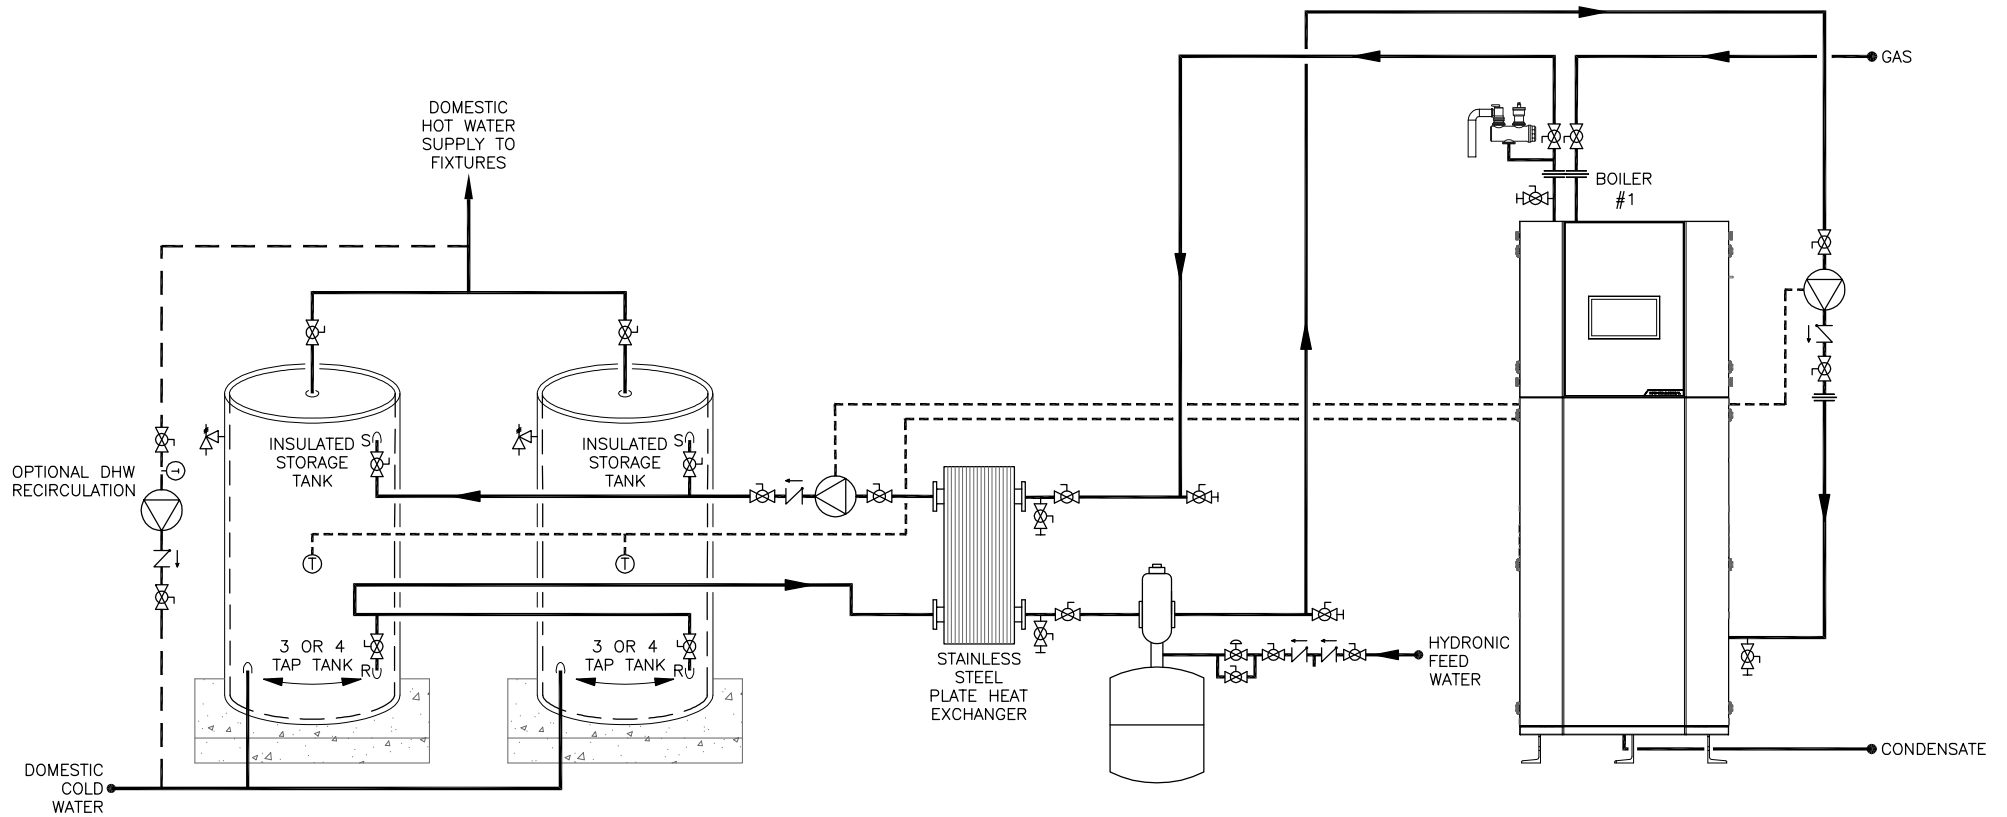 GAS
DOMESTIC
HOT WATER
SUPPLY TO
FIXTURES
BOILER
#1
INSULATED
STORAGE
TANK
S
INSULATED
STORAGE
TANK
S
OPTIONAL DHW
RECIRCULATION
T
T
T
3 OR 4
TAP TANK
R
3 OR 4
TAP TANK
R
STAINLESS
STEEL
PLATE HEAT
EXCHANGER
HYDRONIC
FEED
WATER
CONDENSATE
DOMESTIC
COLD
WATER